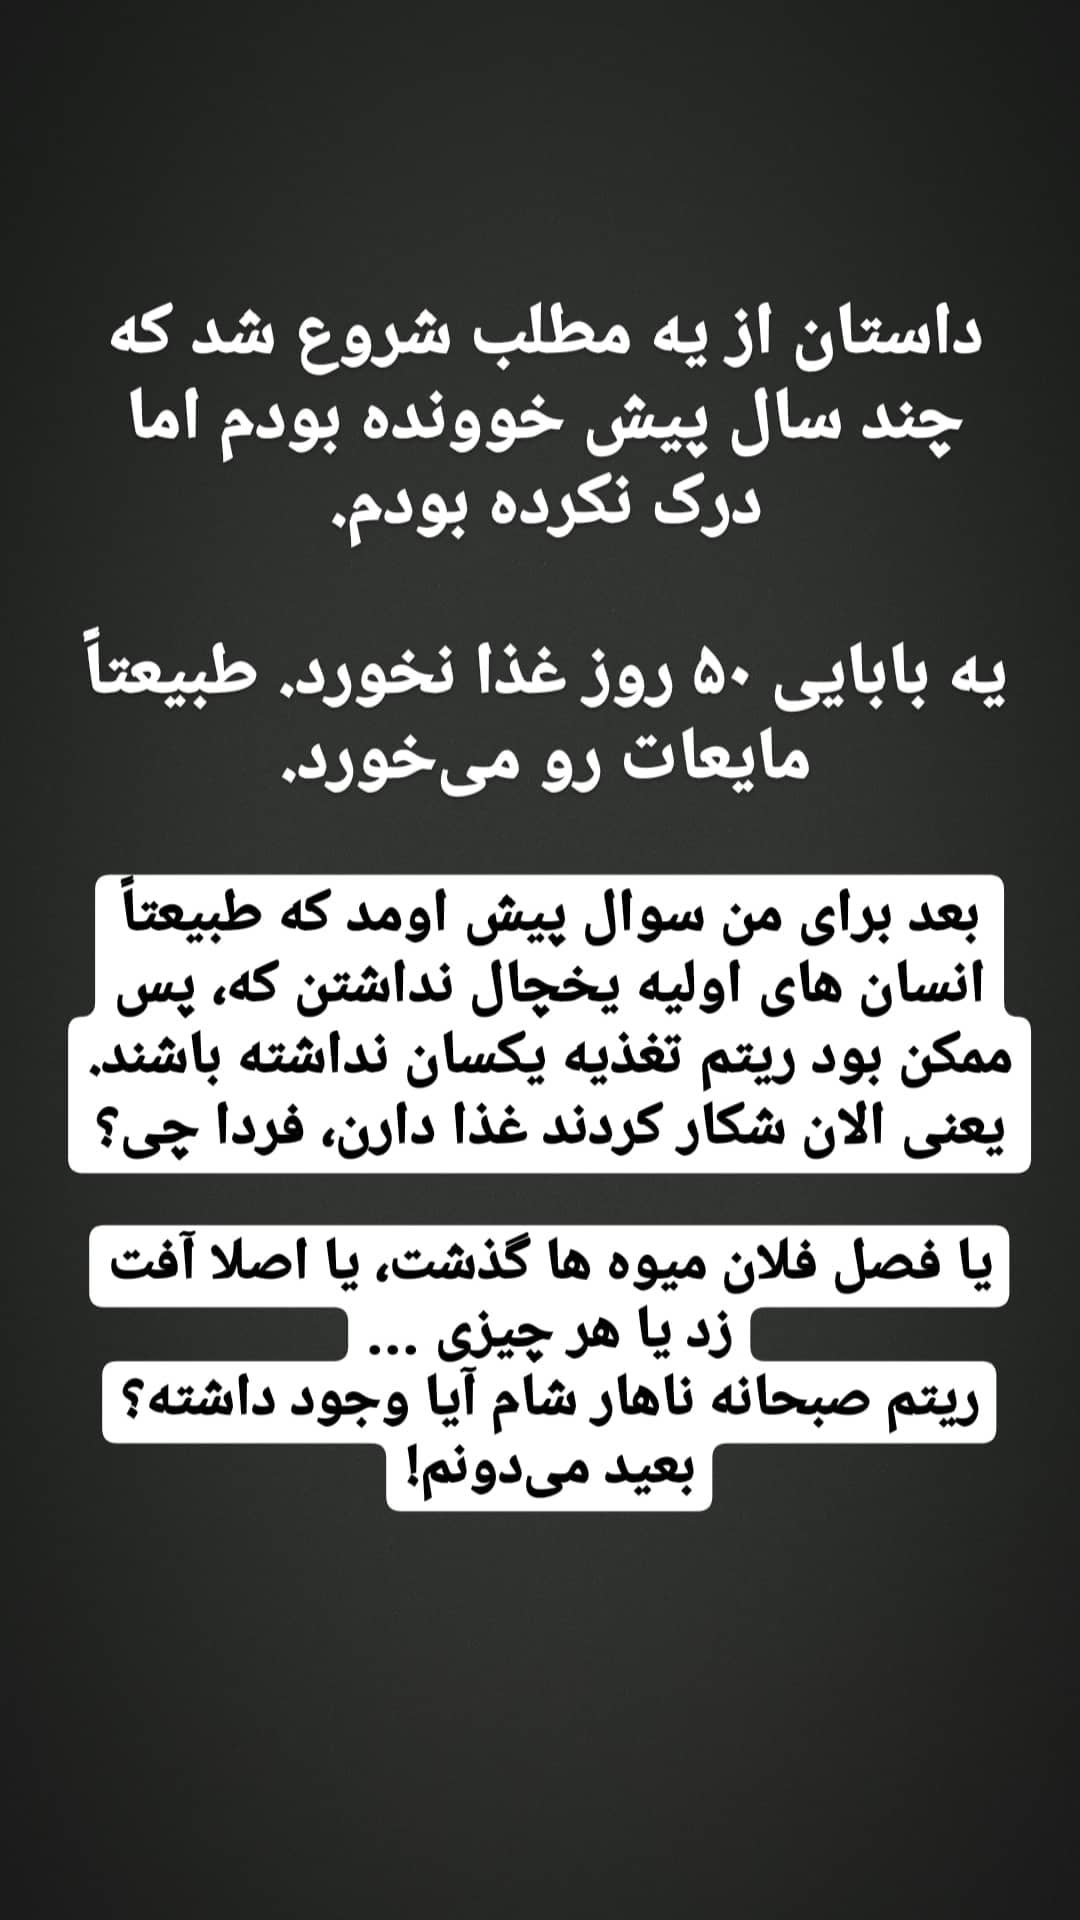 داستان از یه مطلب شروع شد که
چند سال پیش خوونده بودم اما
درک نکرده بودم.
یه بابایی ۵۰ روز غذا نخورد. طبیعتاً
مایعات رو می‌خورد.
بعد برای من سوال پیش اومد که طبیعتاً
انسان های اولیه یخچال نداشتن که، پس
ممکن بود ریتم تغذیه یکسان نداشته باشند.
یعنی الان شکار کردند غذا دارن، فردا چی؟
یا فصل فلان میوه ها گذشت، یا اصلا آفت
زد یا هر چیزی ...
ریتم صبحانه ناهار شام آیا وجود داشته؟
بعید می‌دونم!